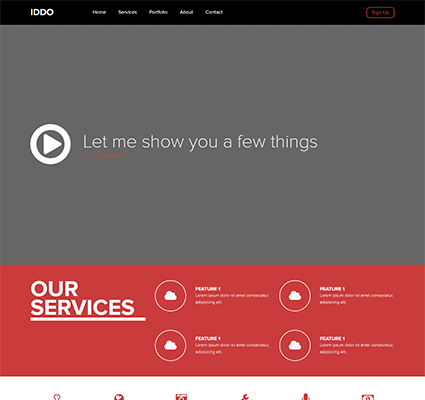 IDDO
Home Services Portfolio About Contact
Sign Up
Let me show you a few things
OUR
SERVICES
FEATURE 1
Lorem ipsum dolor sit amet consectetur,
adipisicing elit.
FEATURE 1
Lorem ipsum dolor sit amet consectetur,
adipisicing elit.
FEATURE 1
Lorem ipsum dolor sit amet consectetur,
adipisicing elit.
FEATURE 1
Lorem ipsum dolor sit amet consectetur,
adipisicing elit.